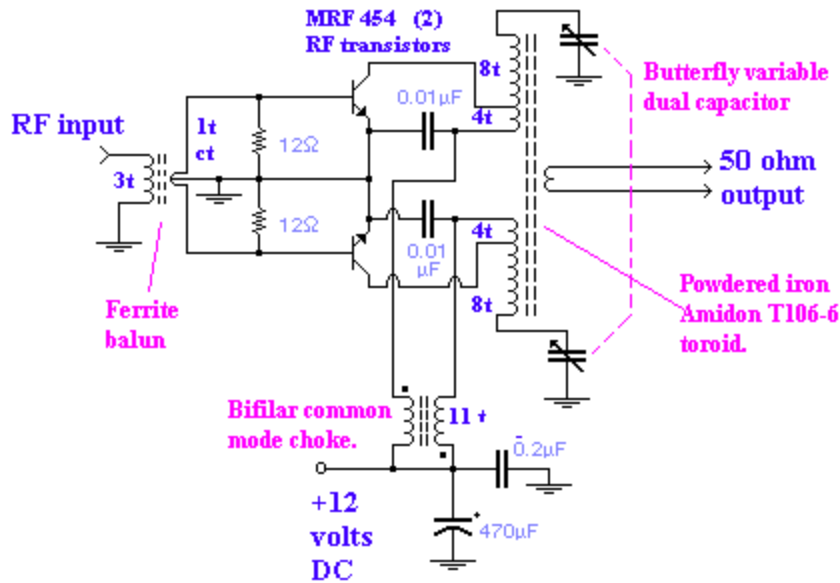 MRF 454 (2)
RF transistors
8t
0.01µF
4t
Butterfly variable
dual capacitor
RF input
1t
ct
12Ω
3t
50 ohm
output
12Ω
4t
0.01
µF
8t
Ferrite
balun
Powdered iron
Amidon T106-6
toroid.
Bifilar common
mode choke.
11 t
0.2µF
+12
volts
DC
+
470µF